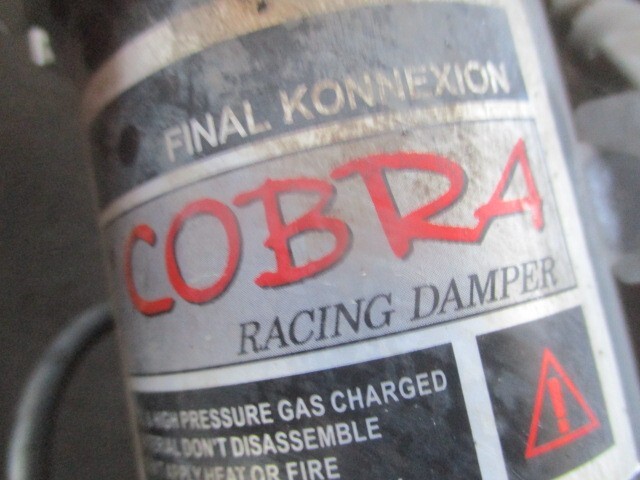 FINAL KONNEXION
COBRA
RACING DAMPER
HIGH PRESSURE GAS CHARGED
DON'T DISASSEMBLE
APPLY HEAT OR FIRE